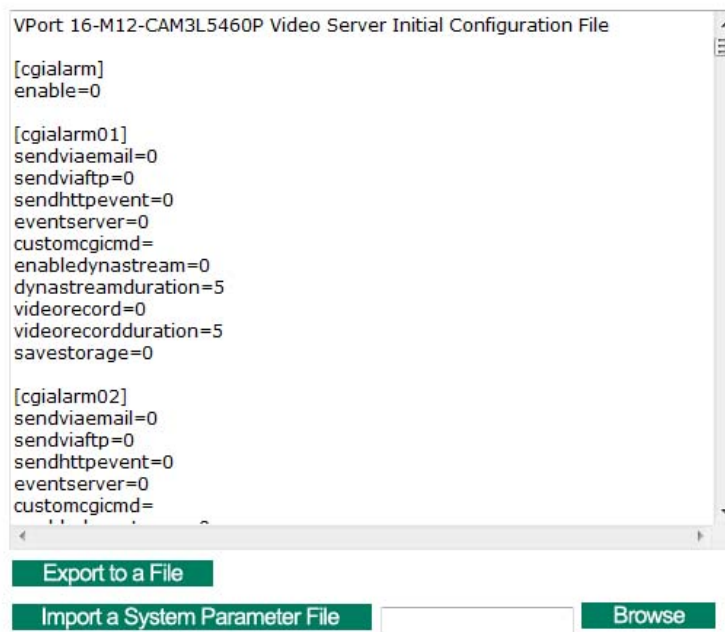 VPort 16-M12-CAM3L5460P Video Server Initial Configuration File
[cgialarm]
enable=0
[cgialarm01]
sendviaemail=0
sendviaftp=0
sendhttpevent=0
eventserver=0
customcgicmd=
enabledynastream=0
dynastreamduration=5
videorecord=0
videorecordduration=5
savestorage=0
[cgialarm02]
sendviaemail=0
sendviaftp=0
sendhttpevent=0
eventserver=0
customcgicmd=
Export to a File
Import a System Parameter File
Browse